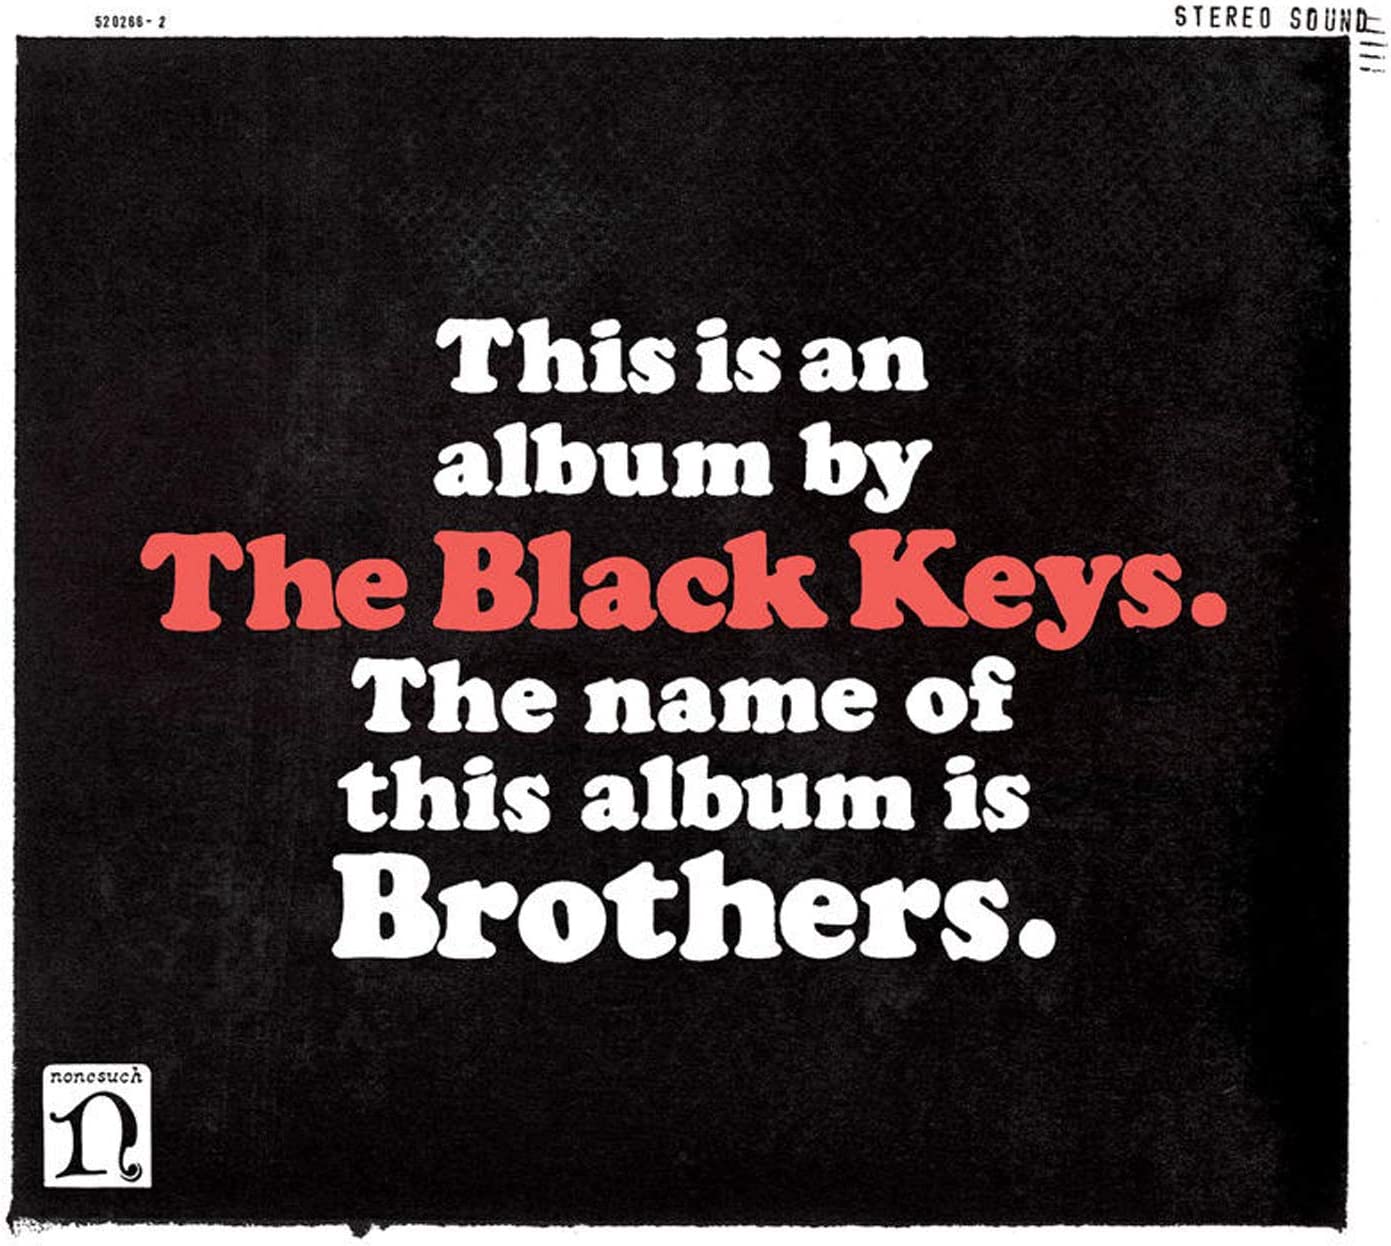 520266-2
STEREO SOUND
This is an
album by
The Black Keys.
The name of
this album is
Brothers.
nonesuch
n